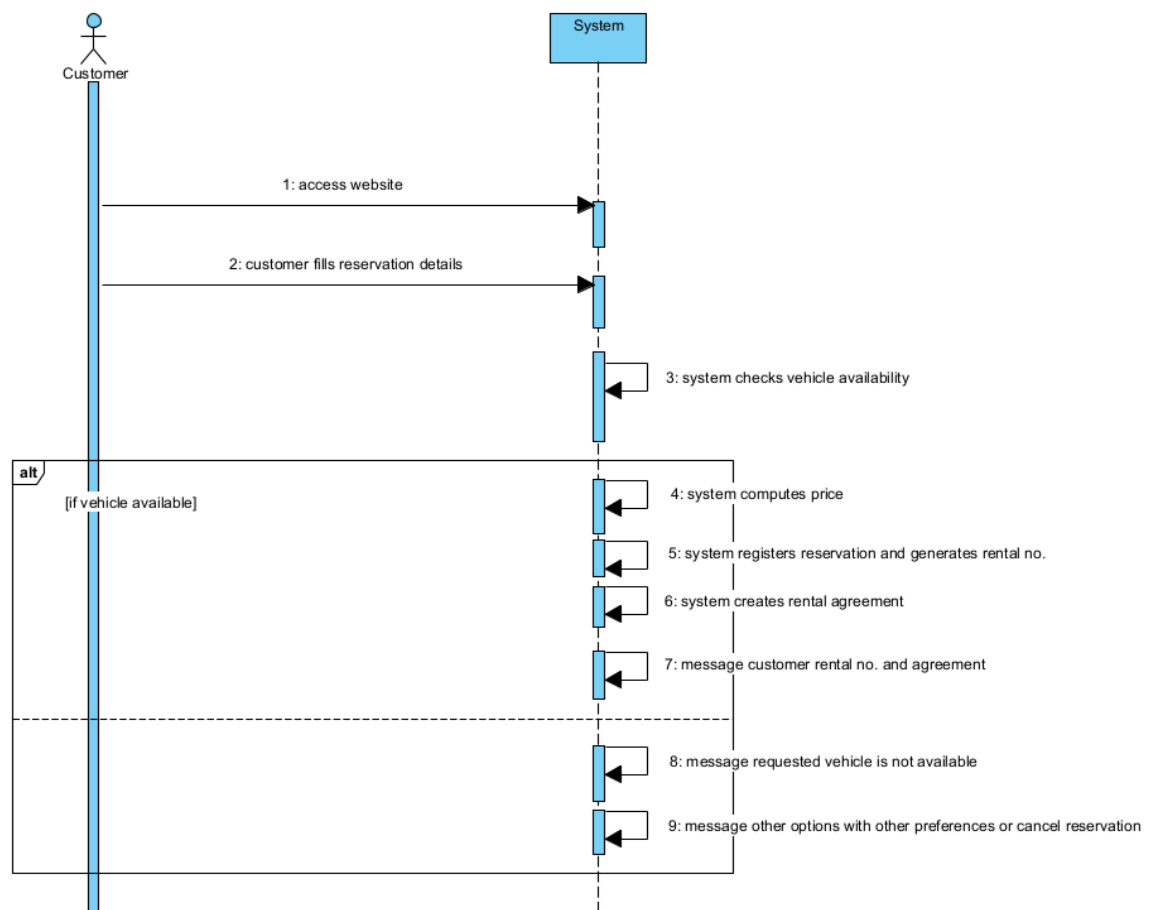 System
Customer
1: access website
2: customer fills reservation details
3: system checks vehicle availability
alt
[if vehicle available]
4: system computes price
5: system registers reservation and generates rental no.
6: system creates rental agreement
7: message customer rental no. and agreement
8: message requested vehicle is not available
9: message other options with other preferences or cancel reservation